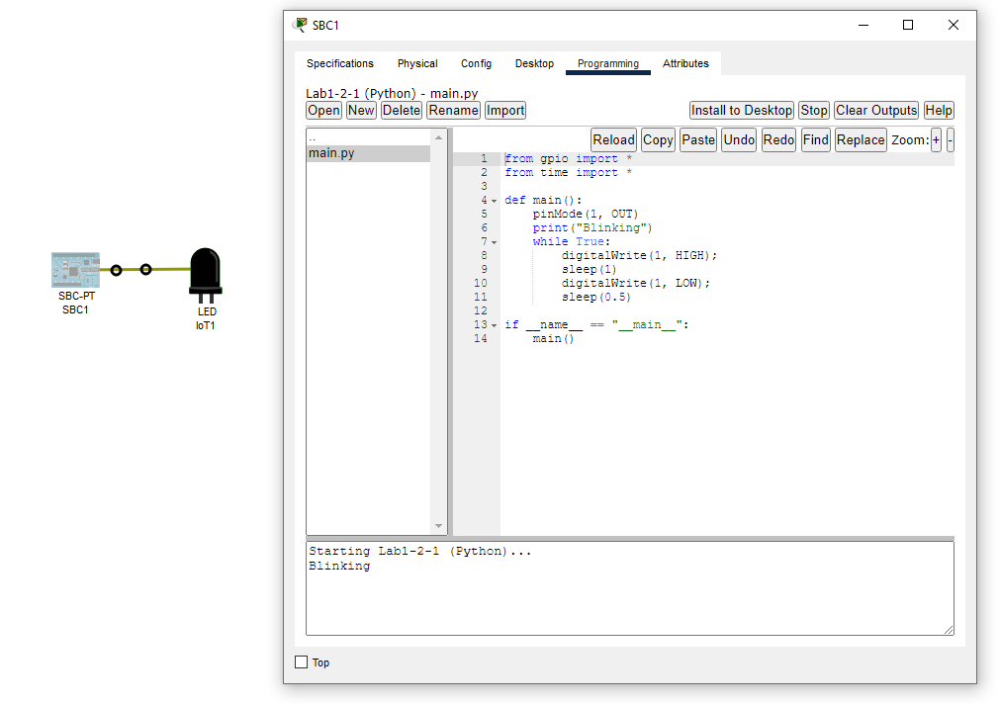 SBC1
Specifications Physical Config Desktop Programming Attributes
Lab1-2-1 (Python) - main.py
Open New Delete Rename Import Install to Desktop Stop Clear Outputs Help
..
main.py
Reload Copy Paste Undo Redo Find Replace Zoom: + -
1 from gpio import *
2 from time import *
3
4 def main():
5 pinMode(1, OUT)
6 print("Blinking")
7 while True:
8 digitalWrite(1, HIGH);
9 sleep(1)
10 digitalWrite(1, LOW);
11 sleep(0.5)
12
13 if __name__ == "__main__":
14 main()
SBC-PT
SBC1
LED
IoT1
Starting Lab1-2-1 (Python)...
Blinking
Top